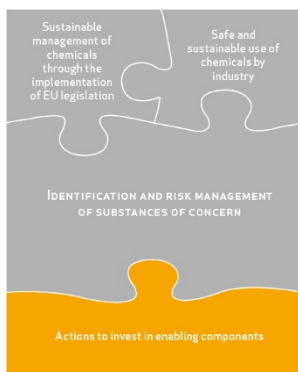 Sustainable
management of
chemicals
through the
implementation
of EU legislation
Safe and
sustainable use of
chemicals by
industry
IDENTIFICATION AND RISK MANAGEMENT
OF SUBSTANCES OF CONCERN
Actions to invest in enabling components